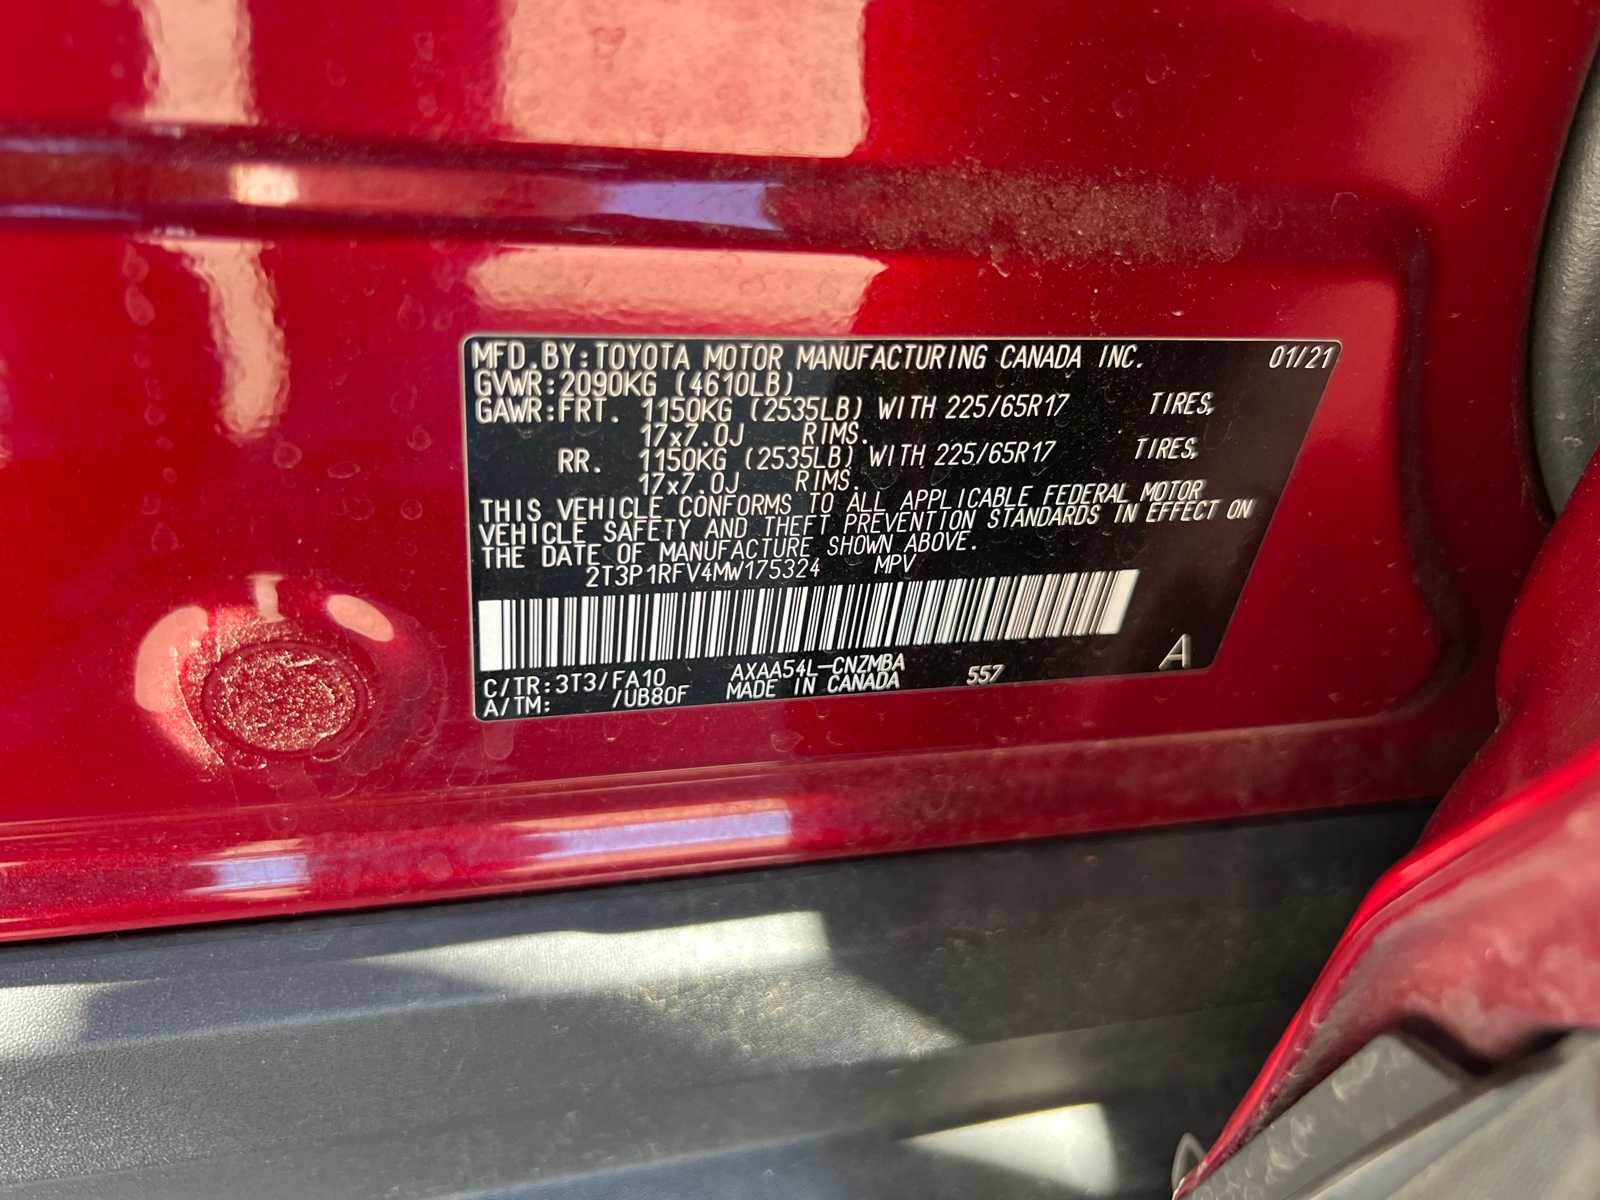 MFD.BY:TOYOTA MOTOR MANUFACTURING CANADA INC. 01/21
GVWR:2090KG (4610LB)
GAWR:FRT. 1150KG (2535LB) WITH 225/65R17 TIRES,
17x7.0J RIMS.
RR. 1150KG (2535LB) WITH 225/65R17 TIRES,
17x7.0J RIMS.
THIS VEHICLE CONFORMS TO ALL APPLICABLE FEDERAL MOTOR
VEHICLE SAFETY AND THEFT PREVENTION STANDARDS IN EFFECT ON
THE DATE OF MANUFACTURE SHOWN ABOVE.
2T3P1RFV4MW175324 MPV
C/TR:3T3/FA10 AXAA54L-CNZMBA 557 A
A/TM: /UB80F MADE IN CANADA